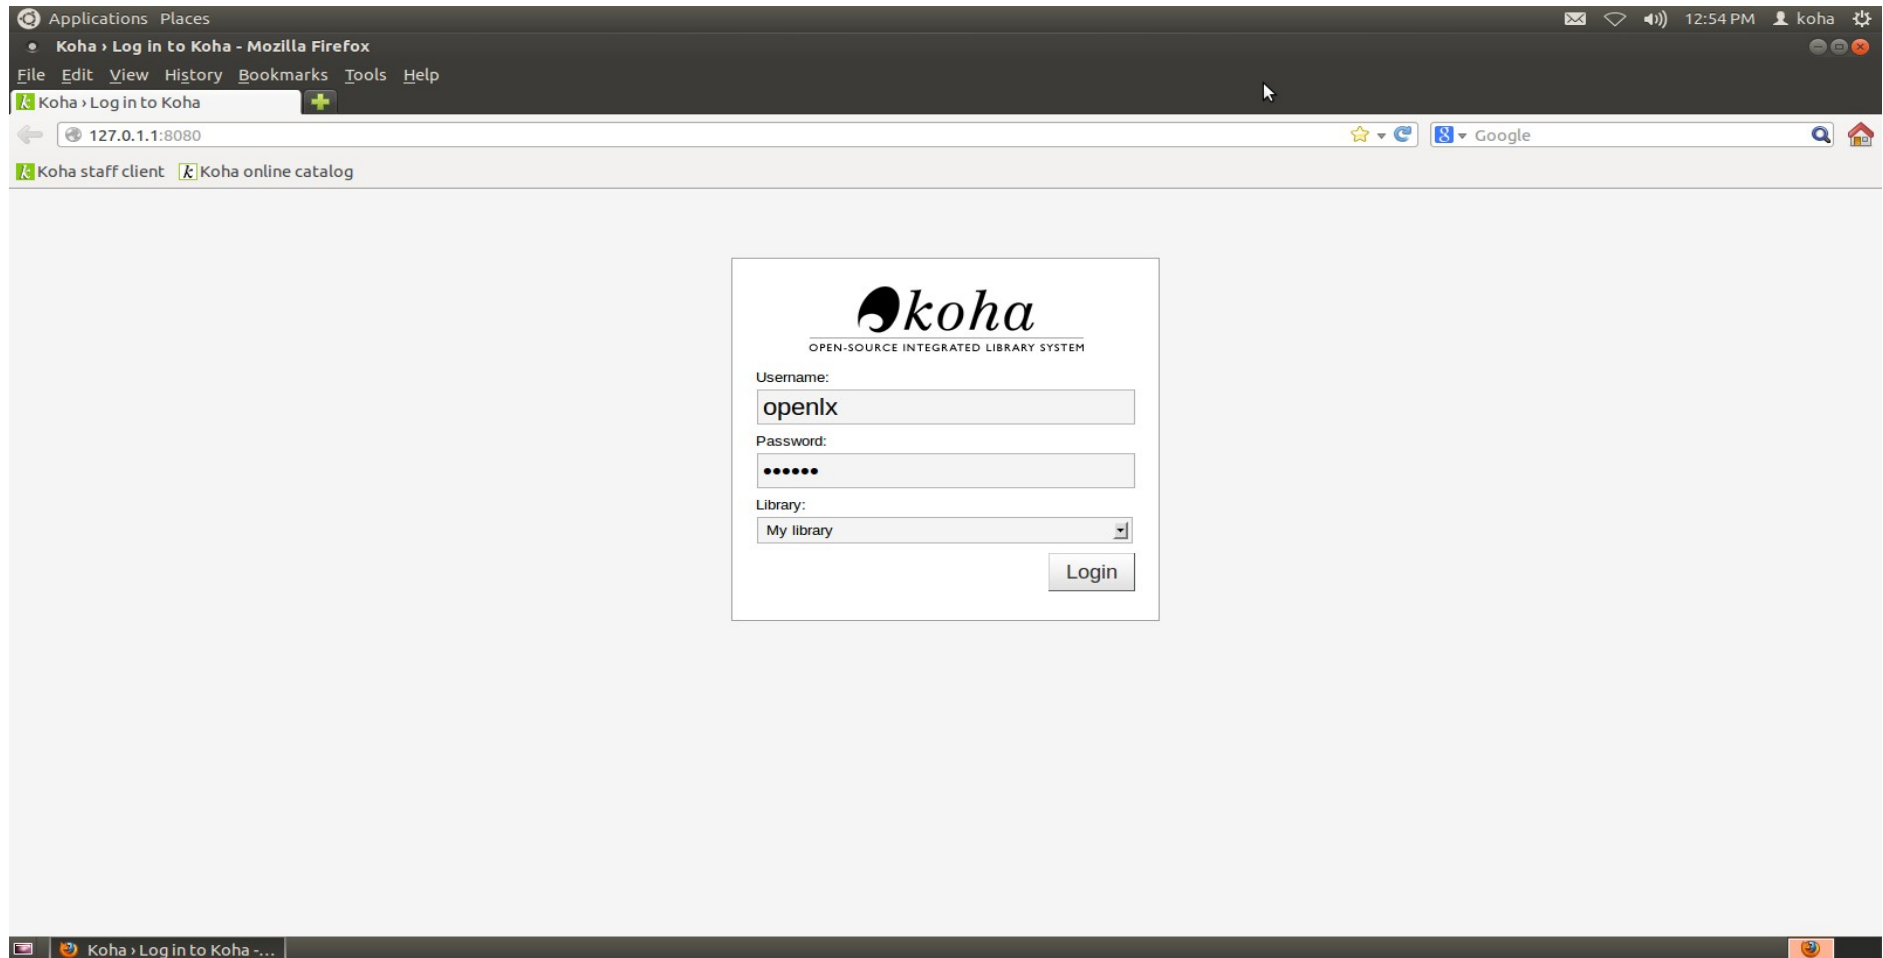 Applications Places 12:54 PM koha
Koha › Log in to Koha - Mozilla Firefox
File Edit View History Bookmarks Tools Help
Koha › Log in to Koha
127.0.1.1:8080 Google
Koha staff client Koha online catalog
koha
OPEN-SOURCE INTEGRATED LIBRARY SYSTEM
Username:
openlx
Password:
••••••
Library:
My library
Login
Koha › Log in to Koha -...